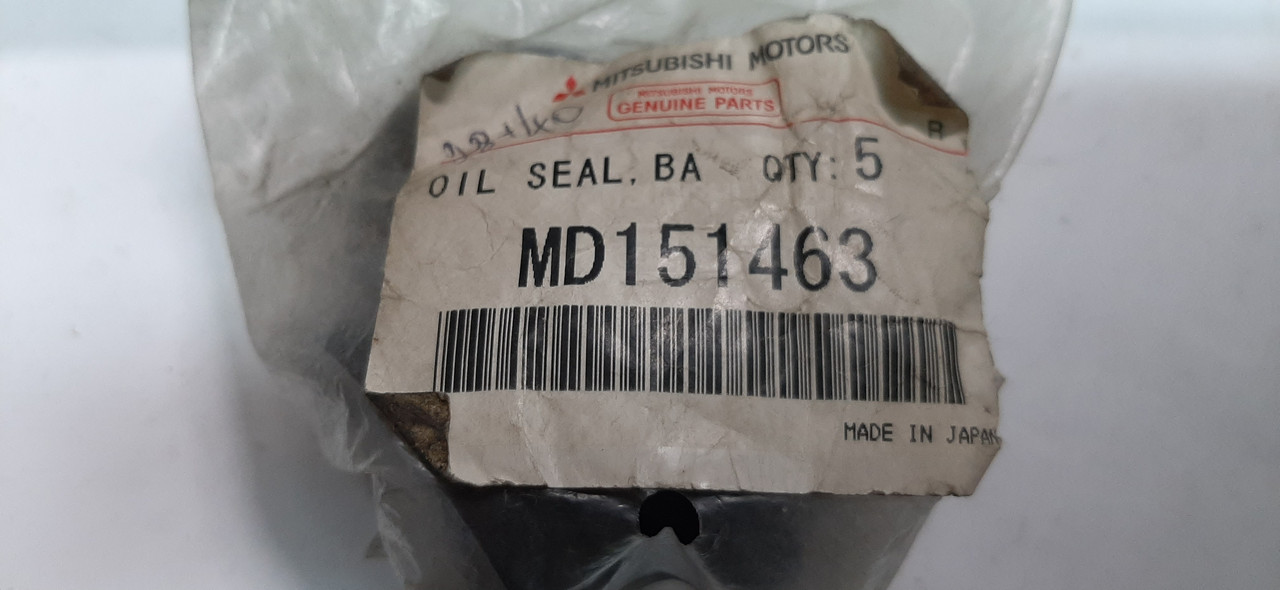 MITSUBISHI MOTORS
MITSUBISHI MOTORS
GENUINE PARTS
R
OIL SEAL, BA QTY: 5
MD151463
MADE IN JAPAN